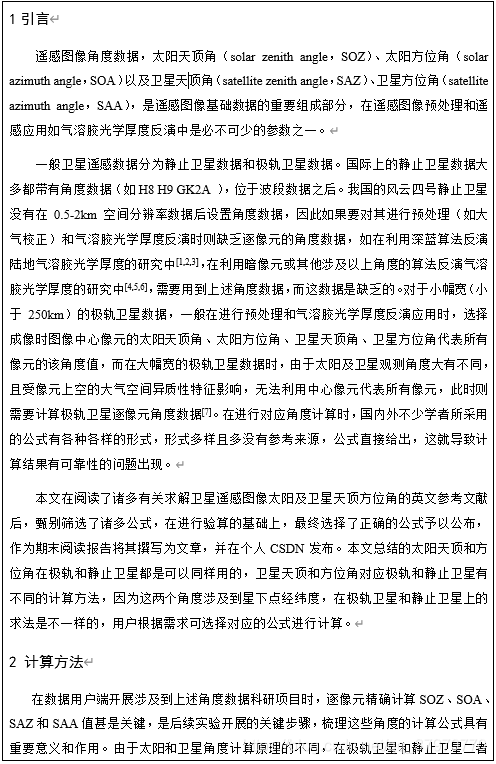 1 引言↵
遥感图像角度数据，太阳天顶角（solar zenith angle，SOZ）、太阳方位角（solar
azimuth angle，SOA）以及卫星天顶角（satellite zenith angle，SAZ）、卫星方位角（satellite
azimuth angle，SAA），是遥感图像基础数据的重要组成部分，在遥感图像预处理和遥
感应用如气溶胶光学厚度反演中是必不可少的参数之一。↵
一般卫星遥感数据分为静止卫星数据和极轨卫星数据。国际上的静止卫星数据大
多都带有角度数据（如 H8 H9 GK2A ），位于波段数据之后。我国的风云四号静止卫星
没有在 0.5-2km 空间分辨率数据后设置角度数据，因此如果要对其进行预处理（如大
气校正）和气溶胶光学厚度反演时则缺乏逐像元的角度数据，如在利用深蓝算法反演
陆地气溶胶光学厚度的研究中[1,2,3]，在利用暗像元或其他涉及以上角度的算法反演气溶
胶光学厚度的研究中[4,5,6]，需要用到上述角度数据，而这数据是缺乏的。对于小幅宽（小
于 250km）的极轨卫星数据，一般在进行预处理和气溶胶光学厚度反演应用时，选择
成像时图像中心像元的太阳天顶角、太阳方位角、卫星天顶角、卫星方位角代表所有
像元的该角度值，而在大幅宽的极轨卫星数据时，由于太阳及卫星观测角度大有不同，
且受像元上空的大气空间异质性特征影响，无法利用中心像元代表所有像元，此时则
需要计算极轨卫星逐像元角度数据[7]。在进行对应角度计算时，国内外不少学者所采用
的公式有各种各样的形式，形式多样且多没有参考来源，公式直接给出，这就导致计
算结果有可靠性的问题出现。↵
本文在阅读了诸多有关求解卫星遥感图像太阳及卫星天顶方位角的英文参考文献
后，甄别筛选了诸多公式，在进行验算的基础上，最终选择了正确的公式予以公布，
作为期末阅读报告将其撰写为文章，并在个人 CSDN 发布。本文总结的太阳天顶和方
位角在极轨和静止卫星都是可以同样用的，卫星天顶和方位角对应极轨和静止卫星有
不同的计算方法，因为这两个角度涉及到星下点经纬度，在极轨卫星和静止卫星上的
求法是不一样的，用户根据需求可选择对应的公式进行计算。↵
2 计算方法↵
在数据用户端开展涉及到上述角度数据科研项目时，逐像元精确计算 SOZ、SOA、
SAZ 和 SAA 值甚是关键，是后续实验开展的关键步骤，梳理这些角度的计算公式具有
重要意义和作用。由于太阳和卫星角度计算原理的不同，在极轨卫星和静止卫星二者